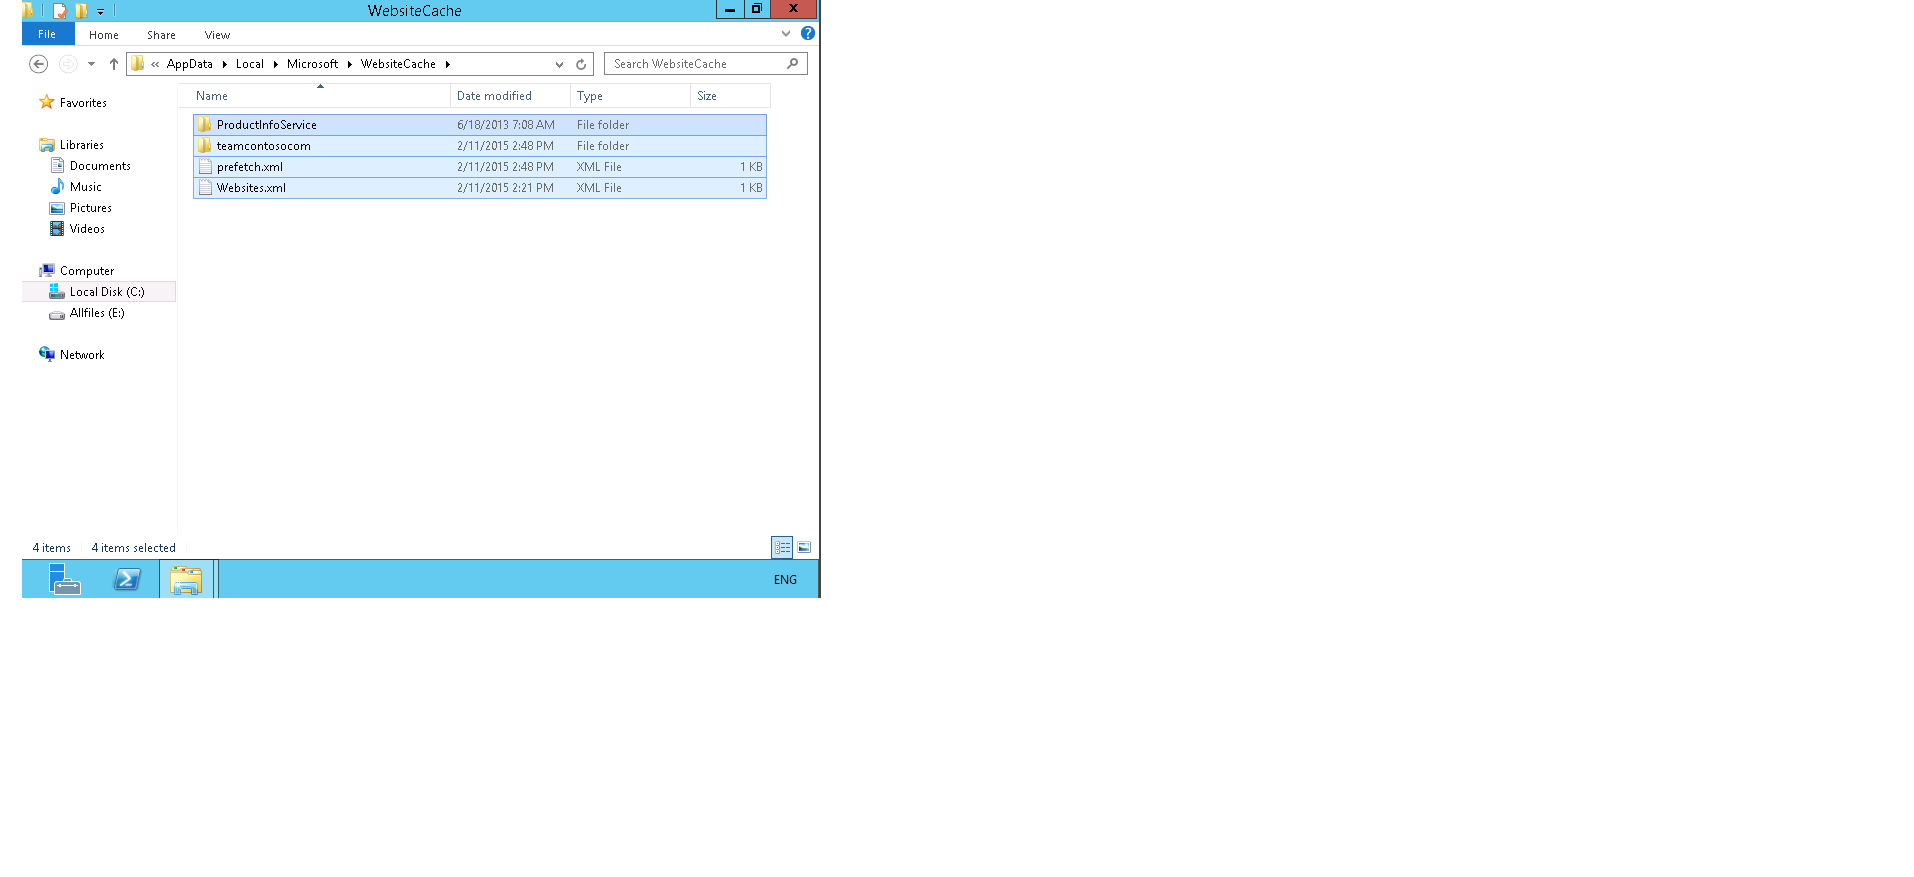 WebsiteCache
File Home Share View
« AppData Local Microsoft WebsiteCache Search WebsiteCache
Name Date modified Type Size
ProductInfoService 6/18/2013 7:08 AM File folder
teamcontosocom 2/11/2015 2:48 PM File folder
prefetch.xml 2/11/2015 2:48 PM XML File 1 KB
Websites.xml 2/11/2015 2:21 PM XML File 1 KB
Favorites
Libraries
Documents
Music
Pictures
Videos
Computer
Local Disk (C:)
Allfiles (E:)
Network
4 items 4 items selected
ENG